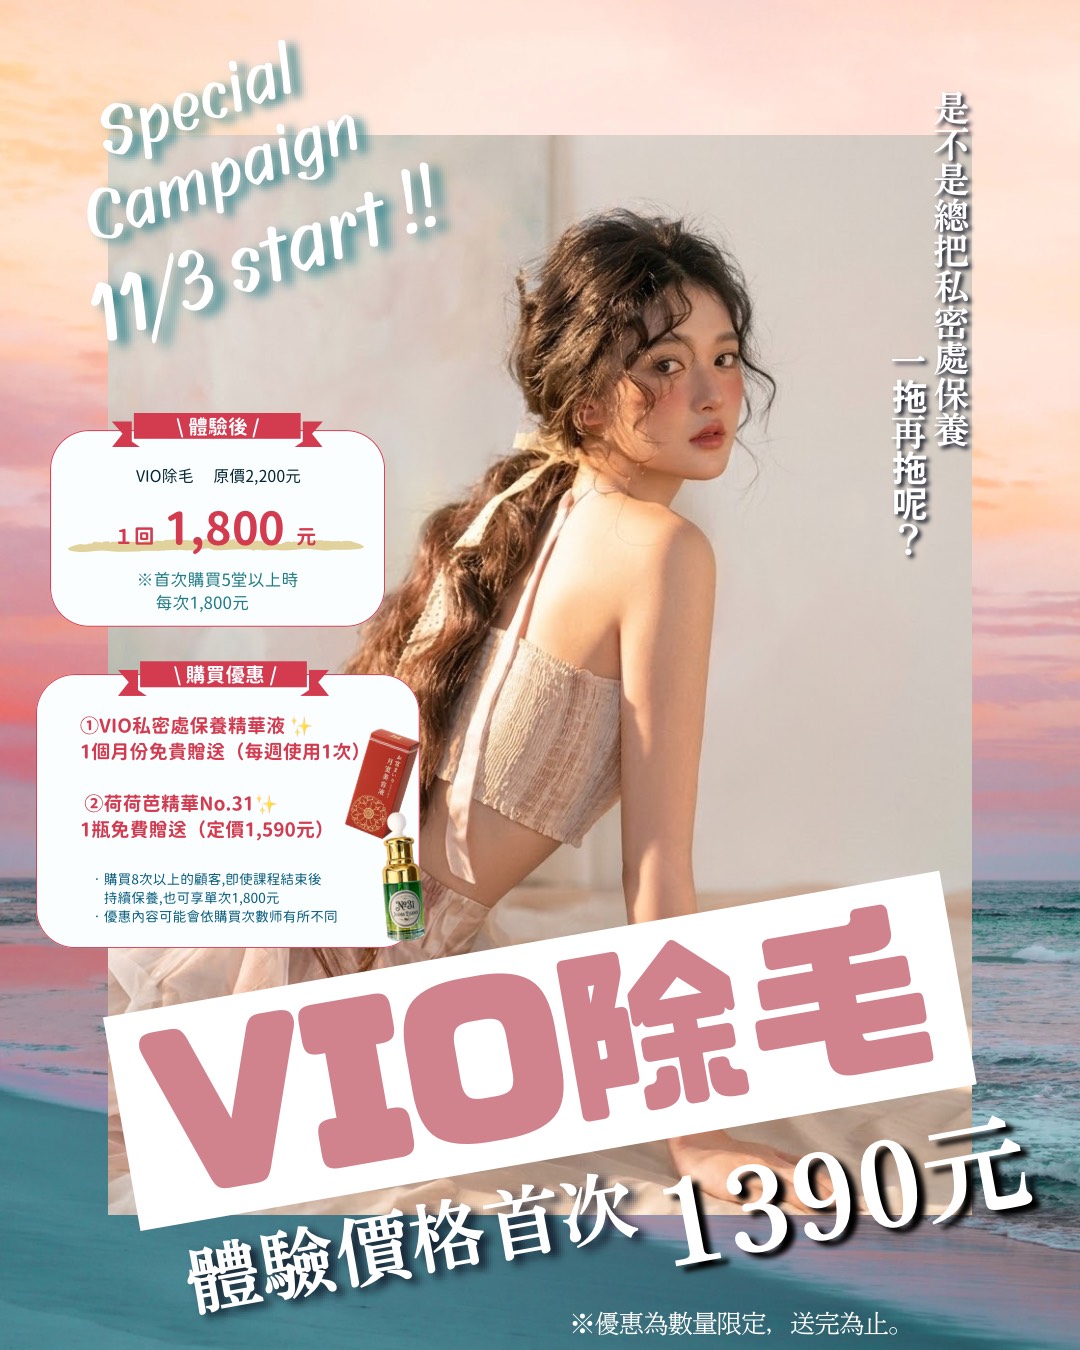 Special
Campaign
11/3 start !!
是不是總把私密處保養
一拖再拖呢？
\ 體驗後 /
VIO除毛 原價2,200元
1回 1,800 元
※首次購買5堂以上時
每次1,800元
\ 購買優惠 /
①VIO私密處保養精華液✨
1個月份免貴贈送（每週使用1次）
②荷荷芭精華No.31✨
1瓶免費贈送（定價1,590元）
·購買8次以上的顧客,即使課程結束後
持續保養,也可享單次1,800元
·優惠內容可能會依購買次數师有所不同
Nº31
VIO除毛
體驗價格首次 1390元
※優惠為數量限定，送完為止。